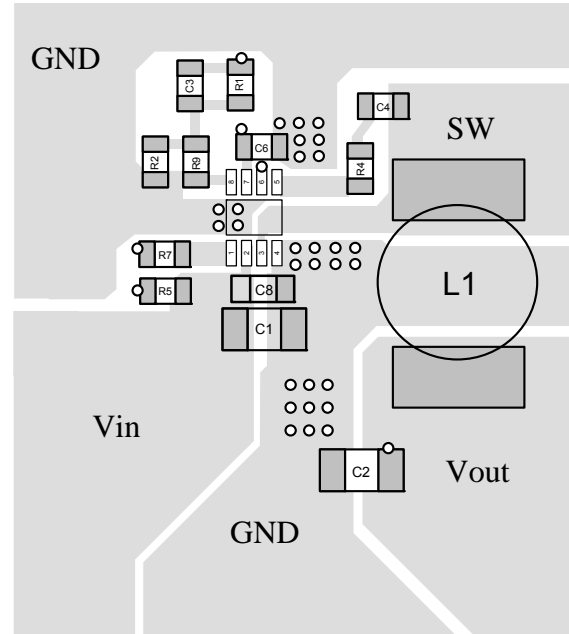 GND
C3
R1
C4
SW
C6
R2
R9
R4
8 7 6 5
R7
1 2 3 4
R5
C8
L1
C1
Vin
C2
Vout
GND